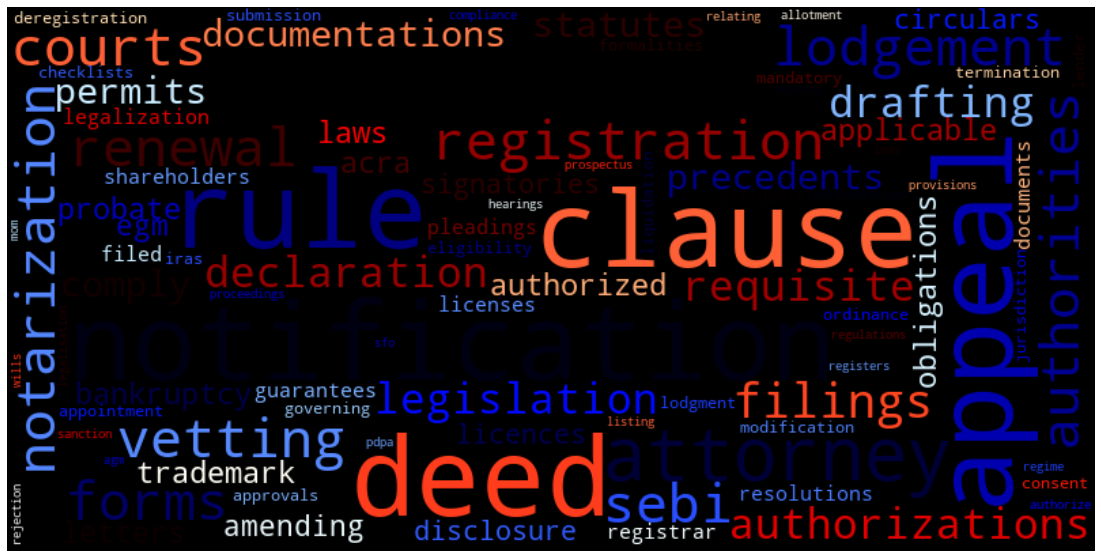 deregistration submission compliance relating allotment
courts documentations statutes circulars
formalities lodgement
checklists termination
permits mandatory drafting
legalization laws registration applicable
renewal acra prospectus
shareholders signatories precedents provisions
probate rule hearings clause documents
egm pleadings
mom filed iras eligibility obligations jurisdiction
comply declaration authorized requisite
proceedings licenses ordinance
notarization notification sfo regulations appeal authorities
registers
wills bankruptcy guarantees legislation lodgment filings
appointment governing listing modification
sanction vetting pdpa licences
agm trademark deed attorney regime
forms approvals sebi resolutions consent
authorize
rejection letters amending disclosure registrar authorizations